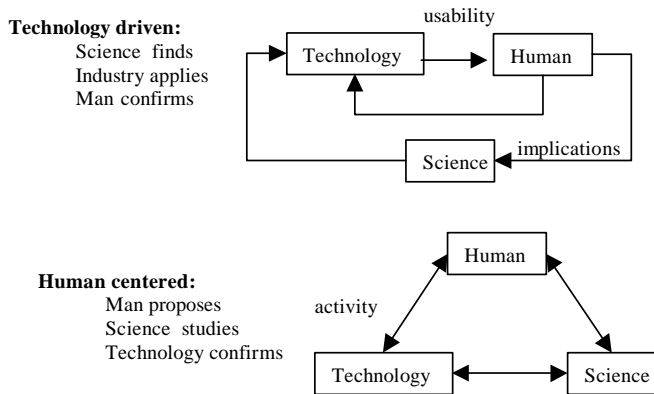 Technology driven:
Science finds
Industry applies
Man confirms
usability
Technology
Human
Science
implications
Human centered:
Man proposes
Science studies
Technology confirms
Human
activity
Technology
Science